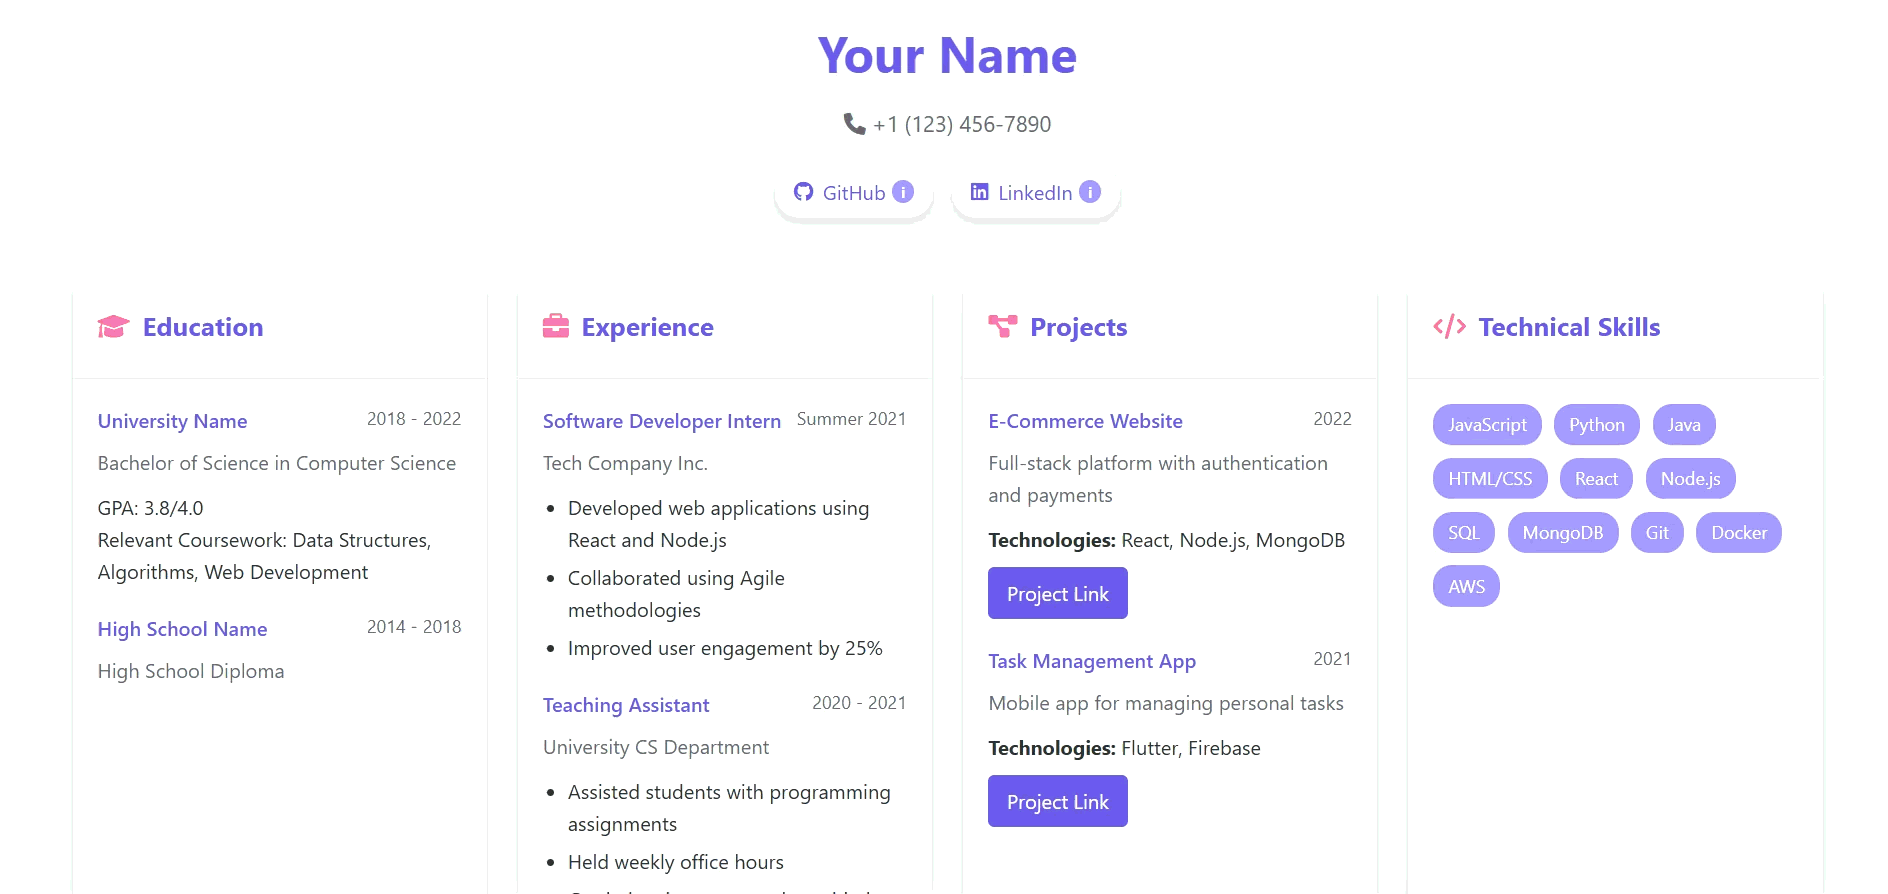 Your Name
+1 (123) 456-7890
GitHub i
LinkedIn i
Education
University Name 2018 - 2022
Bachelor of Science in Computer Science
GPA: 3.8/4.0
Relevant Coursework: Data Structures,
Algorithms, Web Development
High School Name 2014 - 2018
High School Diploma
Experience
Software Developer Intern Summer 2021
Tech Company Inc.
• Developed web applications using
React and Node.js
• Collaborated using Agile
methodologies
• Improved user engagement by 25%
Teaching Assistant 2020 - 2021
University CS Department
• Assisted students with programming
assignments
• Held weekly office hours
Projects
E-Commerce Website 2022
Full-stack platform with authentication
and payments
Technologies: React, Node.js, MongoDB
Project Link
Task Management App 2021
Mobile app for managing personal tasks
Technologies: Flutter, Firebase
Project Link
Technical Skills
JavaScript Python Java
HTML/CSS React Node.js
SQL MongoDB Git Docker
AWS